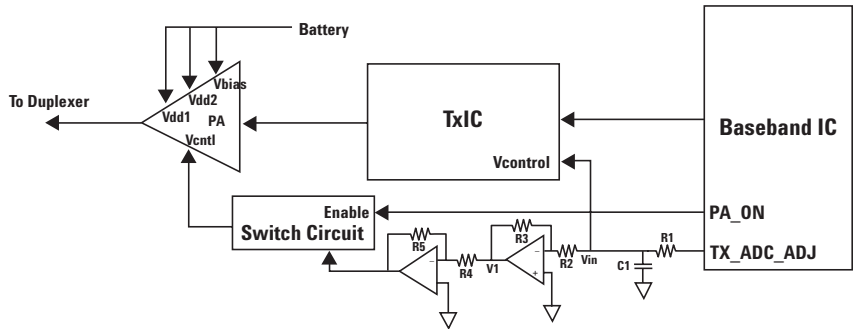 Battery
Vbias
Vdd2
Vdd1
PA
Vcntl
To Duplexer
TxIC
Vcontrol
Baseband IC
PA_ON
TX_ADC_ADJ
Enable
Switch Circuit
R5
R4
V1
R3
R2
Vin
C1
R1
−
−
+